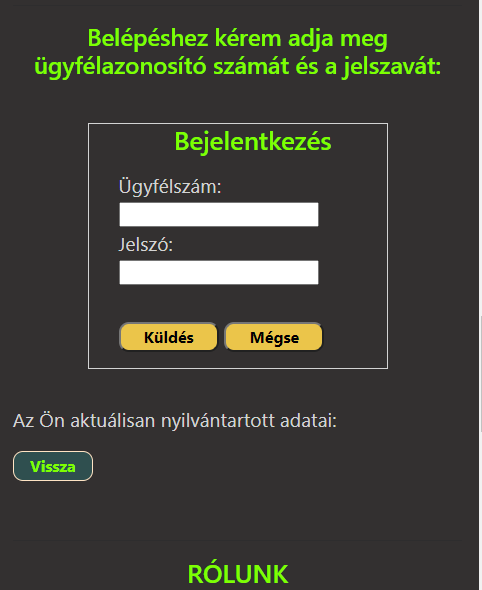 Belépéshez kérem adja meg
ügyfélazonosító számát és a jelszavát:
Bejelentkezés
Ügyfélszám:
Jelszó:
Küldés Mégse
Az Ön aktuálisan nyilvántartott adatai:
Vissza
RÓLUNK